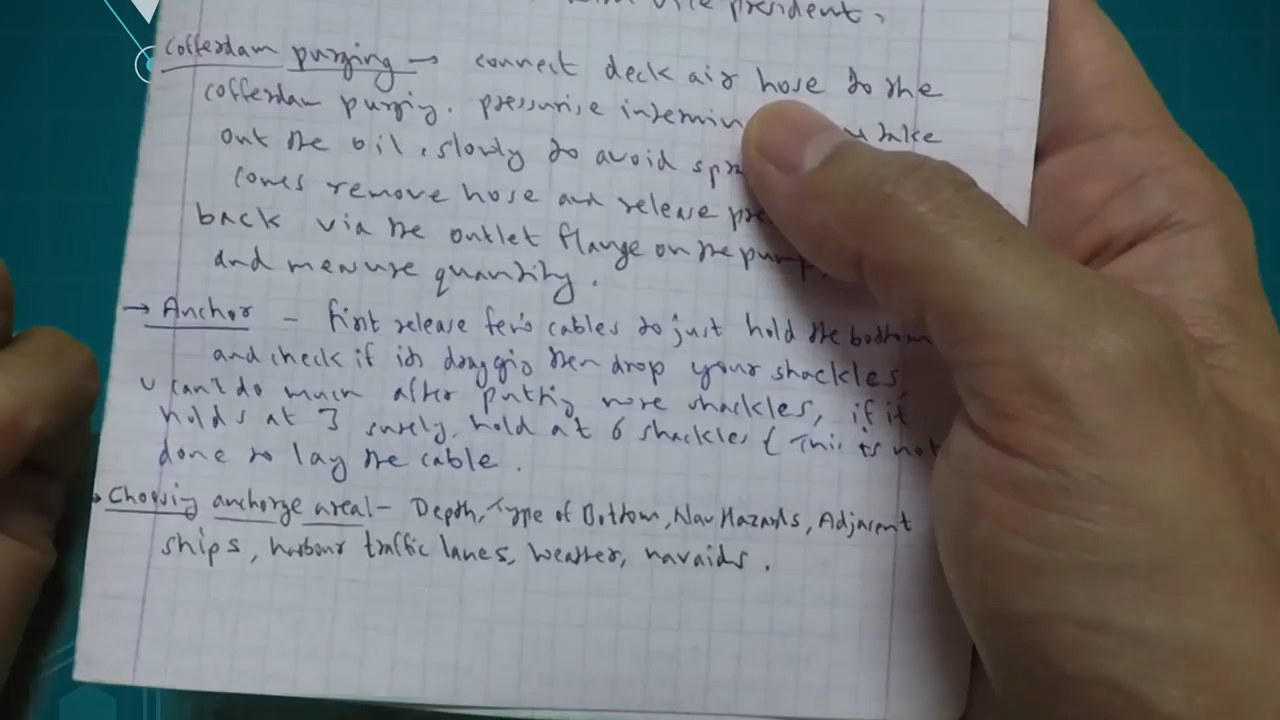 vice president.
Cofferdam purging → connect deck air hose to the
cofferdam purging. pressurise take
out the oil, slowly to avoid
comes remove hose and release
back via the outlet flange on the pump
and measure quantity.
→ Anchor - first release few cables to just hold the bottom
and check if its dragging then drop your shackles,
U can't do much after putting more shackles, if it
holds at 3 surely hold at 6 shackles ( This is not
done to lay the cable.
→ Choosing anchorge area - Depth, Type of Bottom, Nav Hazards, Adjacent
ships, harbour traffic lanes, weather, navaids.